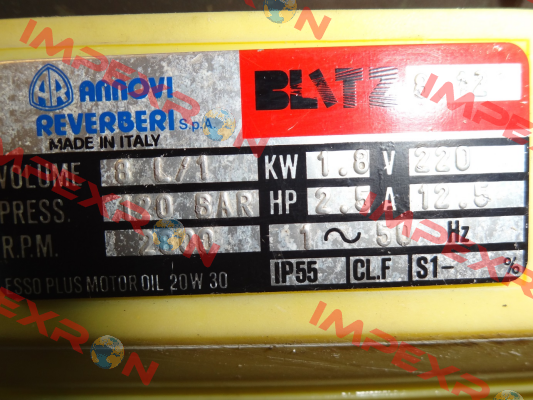 AR ANNOVI
REVERBERI S.p.A.
MADE IN ITALY
BLITZ
VOLUME 8 L/1 KW 1.8 V 220
PRESS. 120 BAR HP 2.5 A 12.5
R.P.M. 2800 1 ~ 50 Hz
ESSO PLUS MOTOR OIL 20W 30 IP55 CL.F S1- %
IMPEXRON